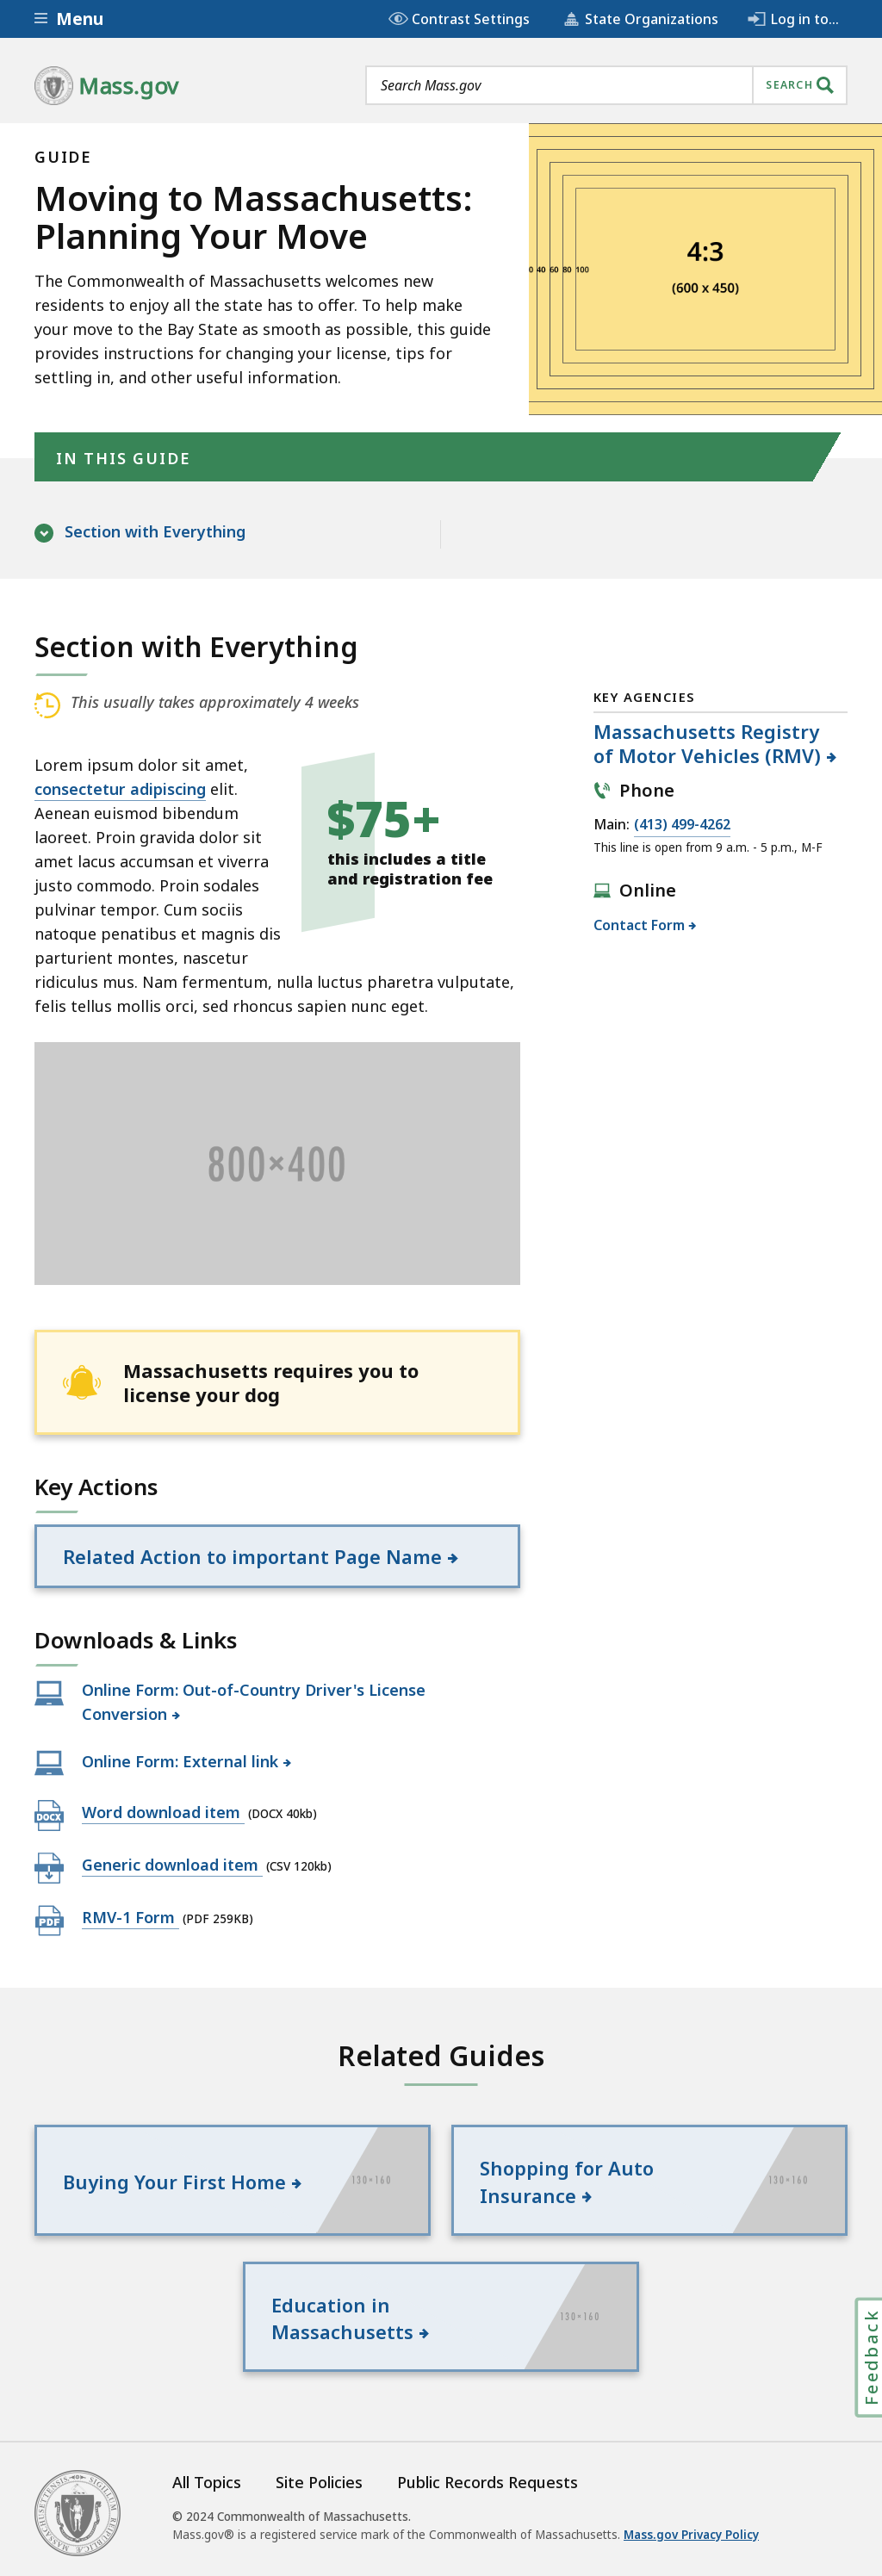 Menu
Contrast Settings
State Organizations
Log in to...
Mass.gov
Search Mass.gov
SEARCH
GUIDE
Moving to Massachusetts:
Planning Your Move
The Commonwealth of Massachusetts welcomes new
residents to enjoy all the state has to offer. To help make
your move to the Bay State as smooth as possible, this guide
provides instructions for changing your license, tips for
settling in, and other useful information.
0 40 60 80 100
4:3
(600 x 450)
IN THIS GUIDE
Section with Everything
Section with Everything
This usually takes approximately 4 weeks
Lorem ipsum dolor sit amet,
consectetur adipiscing elit.
Aenean euismod bibendum
laoreet. Proin gravida dolor sit
amet lacus accumsan et viverra
justo commodo. Proin sodales
pulvinar tempor. Cum sociis
natoque penatibus et magnis dis
parturient montes, nascetur
ridiculus mus. Nam fermentum, nulla luctus pharetra vulputate,
felis tellus mollis orci, sed rhoncus sapien nunc eget.
$75+
this includes a title
and registration fee
KEY AGENCIES
Massachusetts Registry
of Motor Vehicles (RMV)
Phone
Main: (413) 499-4262
This line is open from 9 a.m. - 5 p.m., M-F
Online
Contact Form
800×400
Massachusetts requires you to
license your dog
Key Actions
Related Action to important Page Name
Downloads & Links
Online Form: Out-of-Country Driver's License
Conversion
Online Form: External link
DOCX
Word download item (DOCX 40kb)
Generic download item (CSV 120kb)
PDF
RMV-1 Form (PDF 259KB)
Related Guides
Buying Your First Home
130×160
Shopping for Auto
Insurance
130×160
Education in
Massachusetts
130×160
Feedback
All Topics
Site Policies
Public Records Requests
© 2024 Commonwealth of Massachusetts.
Mass.gov® is a registered service mark of the Commonwealth of Massachusetts. Mass.gov Privacy Policy